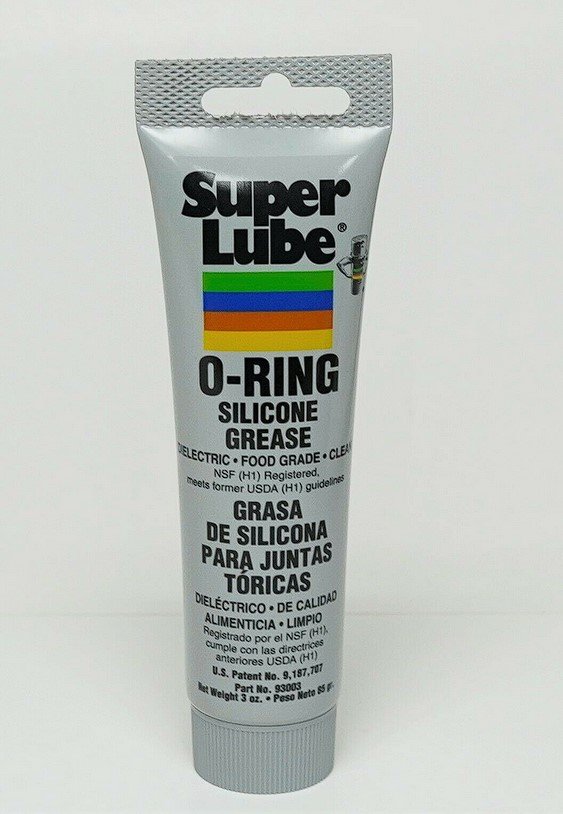 Super
Lube®
O-RING
SILICONE
GREASE
DIELECTRIC • FOOD GRADE • CLEAN
NSF (H1) Registered,
meets former USDA (H1) guidelines
GRASA
DE SILICONA
PARA JUNTAS
TÓRICAS
DIELÉCTRICO • DE CALIDAD
ALIMENTICIA • LIMPIO
Registrado por el NSF (H1),
cumple con las directrices
anteriores USDA (H1)
U.S. Patent No. 9,187,707
Part No. 93003
Net Weight 3 oz. • Peso Neto 85 gr.